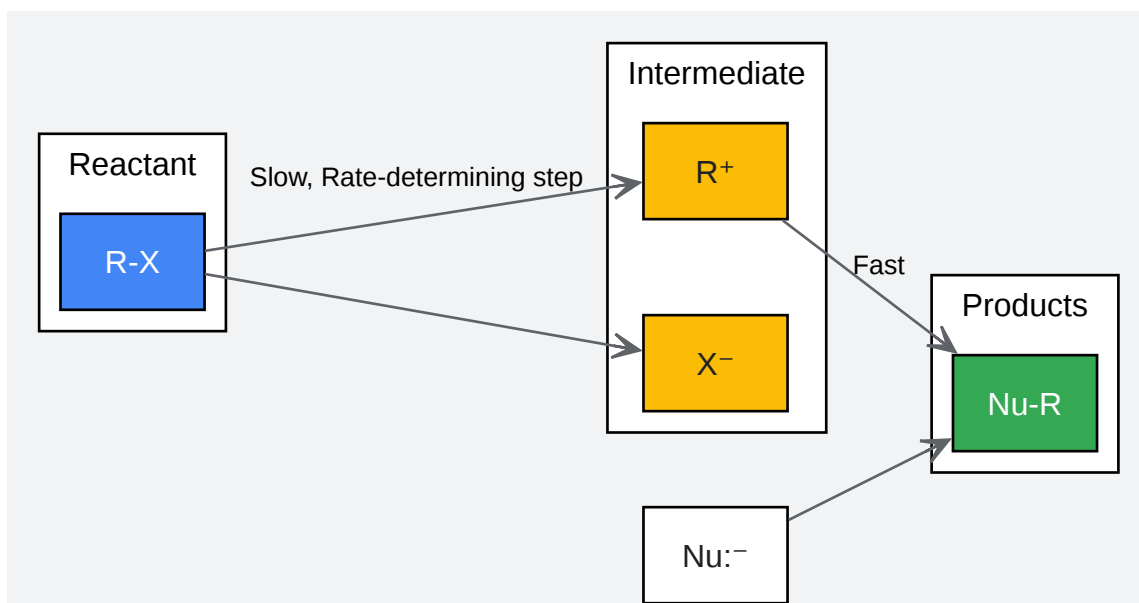 Reactant
R-X
Slow, Rate-determining step
Intermediate
R⁺
X⁻
Fast
Products
Nu-R
Nu:⁻